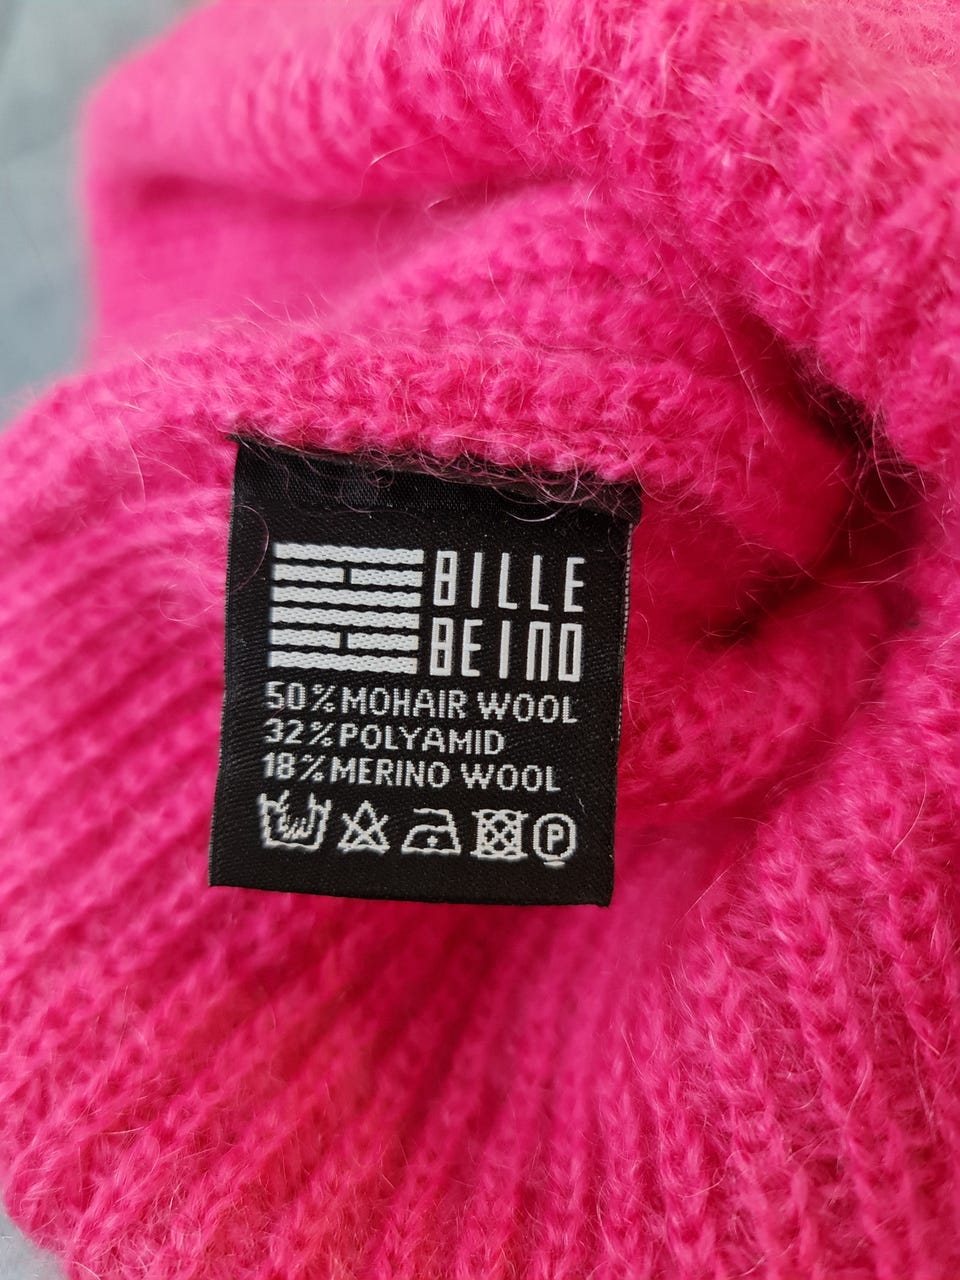 BILLE
BEINO
50% MOHAIR WOOL
32% POLYAMID
18% MERINO WOOL
P